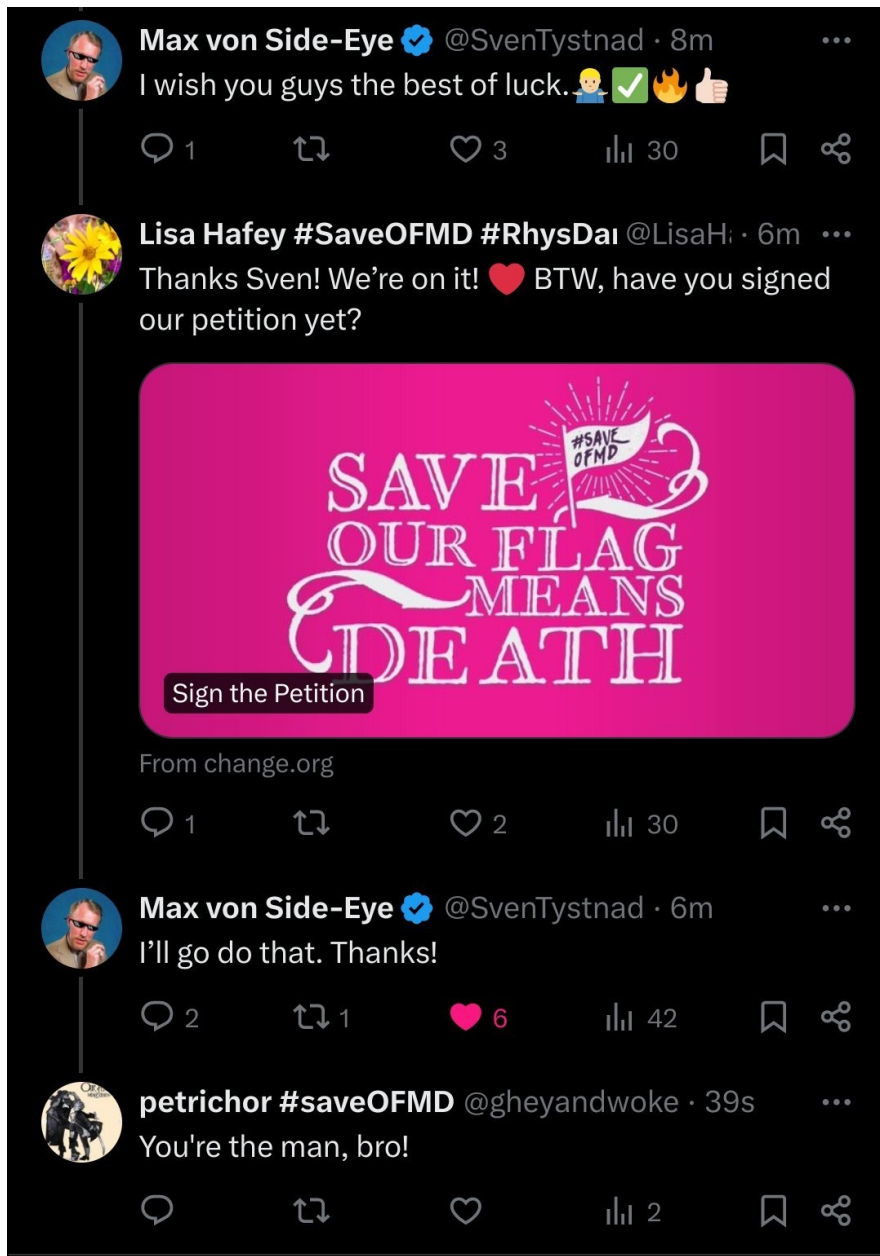 Max von Side-Eye @SvenTystnad · 8m
I wish you guys the best of luck.🤷🏼‍♂️✅🔥👍🏻
1 3 30
Lisa Hafey #SaveOFMD #RhysDa @LisaH · 6m
Thanks Sven! We’re on it! ❤️ BTW, have you signed
our petition yet?
#SAVE
OFMD
SAVE
OUR FLAG
MEANS
DEATH
Sign the Petition
From change.org
1 2 30
Max von Side-Eye @SvenTystnad · 6m
I’ll go do that. Thanks!
2 1 6 42
petrichor #saveOFMD @gheyandwoke · 39s
You're the man, bro!
2